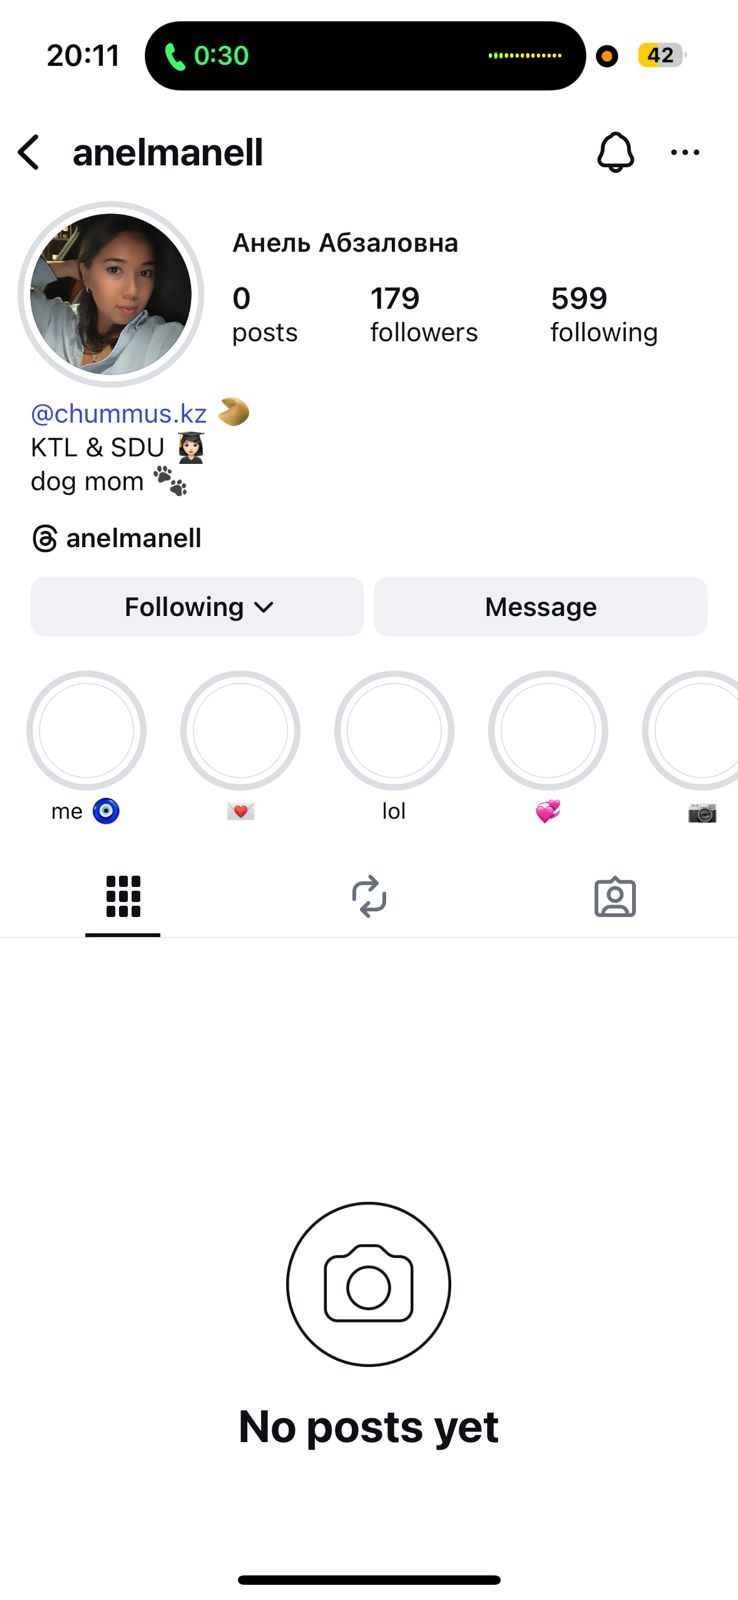 20:11
0:30
42
anelmanell
Анель Абзаловна
0 179 599
posts followers following
@chummus.kz 🥠
KTL & SDU 👩🏻‍🎓
dog mom 🐾
anelmanell
Following Message
me 🧿 💌 lol 💞 📷
No posts yet